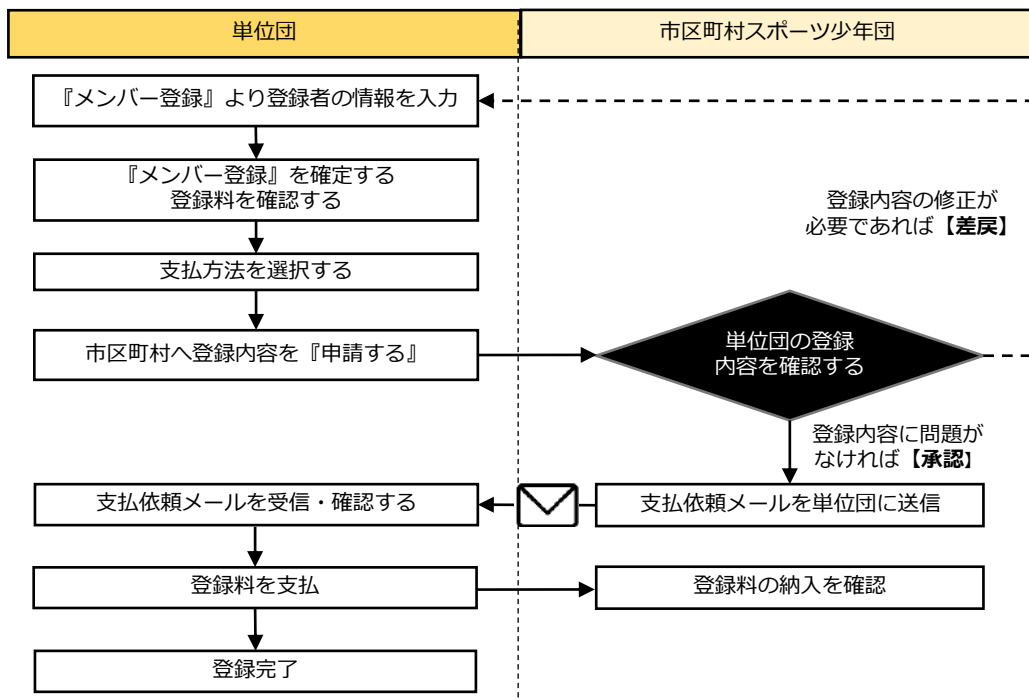 単位団
市区町村スポーツ少年団
『メンバー登録』より登録者の情報を入力
『メンバー登録』を確定する
登録料を確認する
登録内容の修正が
必要であれば【差戻】
支払方法を選択する
市区町村へ登録内容を『申請する』
単位団の登録
内容を確認する
登録内容に問題が
なければ【承認】
支払依頼メールを受信・確認する
支払依頼メールを単位団に送信
登録料を支払
登録料の納入を確認
登録完了